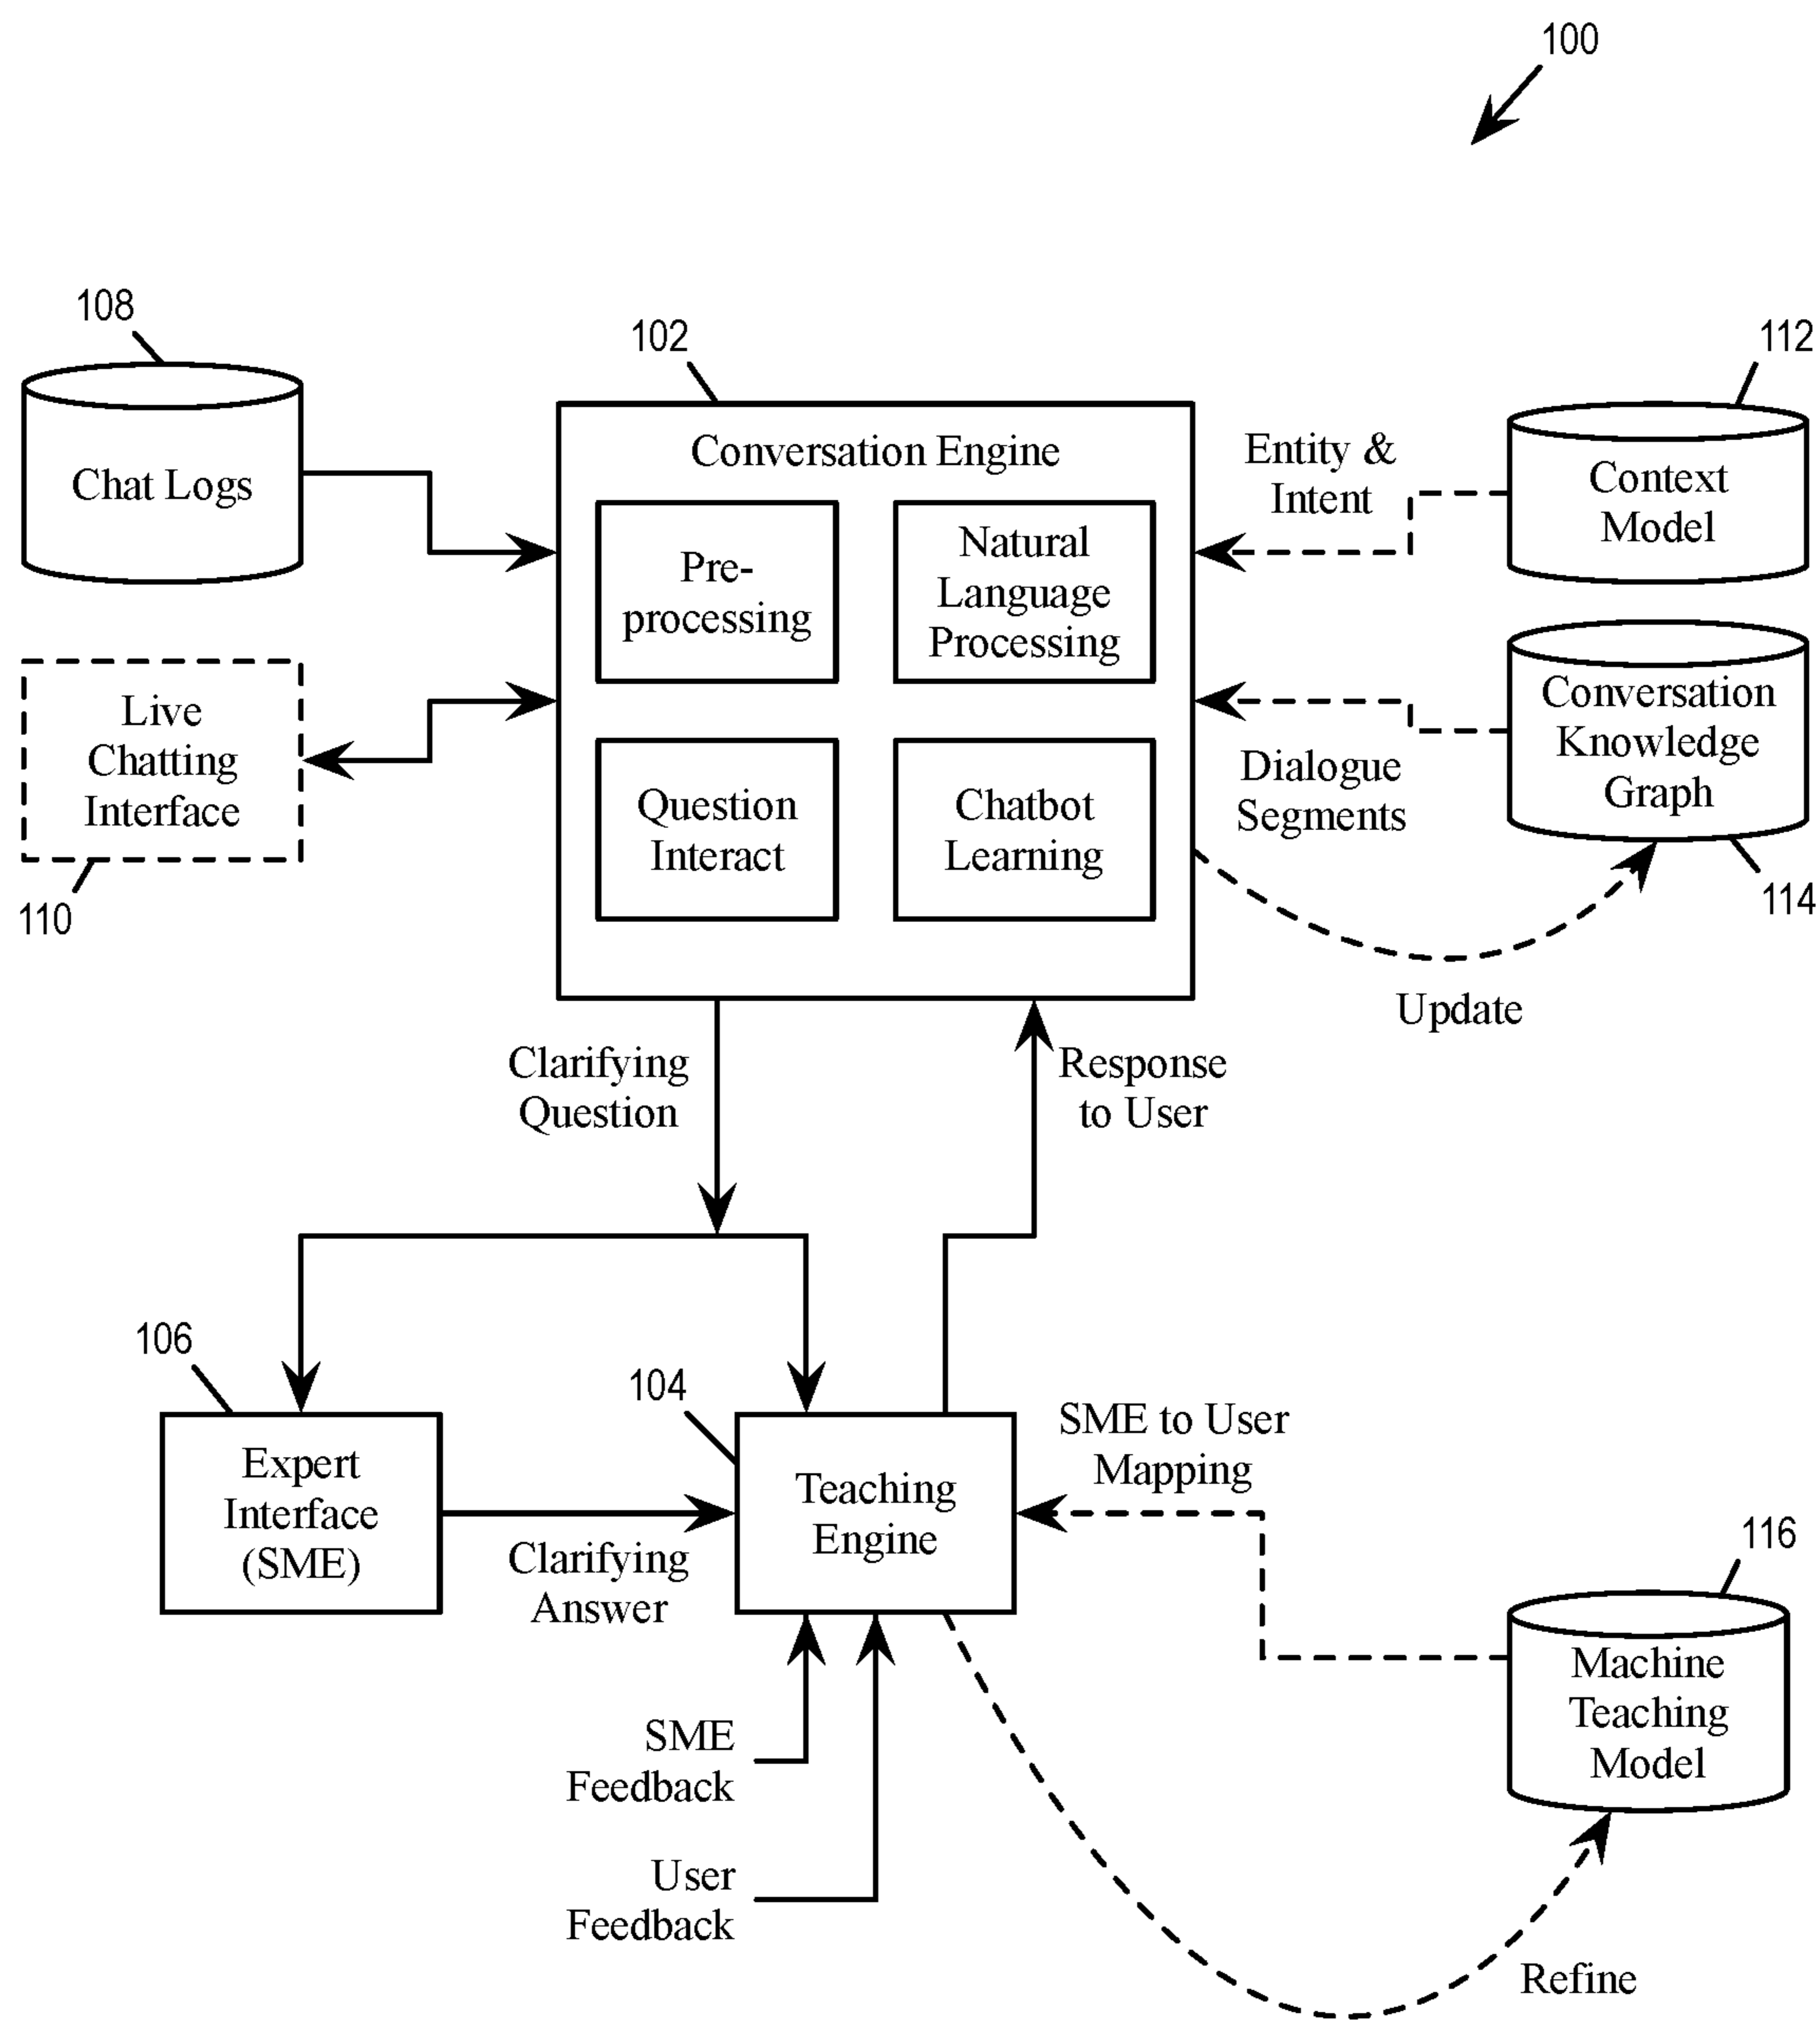 100
108
102
112
Chat Logs
Conversation Engine
Entity &
Intent
Context
Model
Pre-
processing
Natural
Language
Processing
Live
Chatting
Interface
110
Question
Interact
Chatbot
Learning
Dialogue
Segments
Conversation
Knowledge
Graph
114
Update
Clarifying
Question
Response
to User
106
104
Expert
Interface
(SME)
Clarifying
Answer
Teaching
Engine
SME to User
Mapping
116
Machine
Teaching
Model
SME
Feedback
User
Feedback
Refine